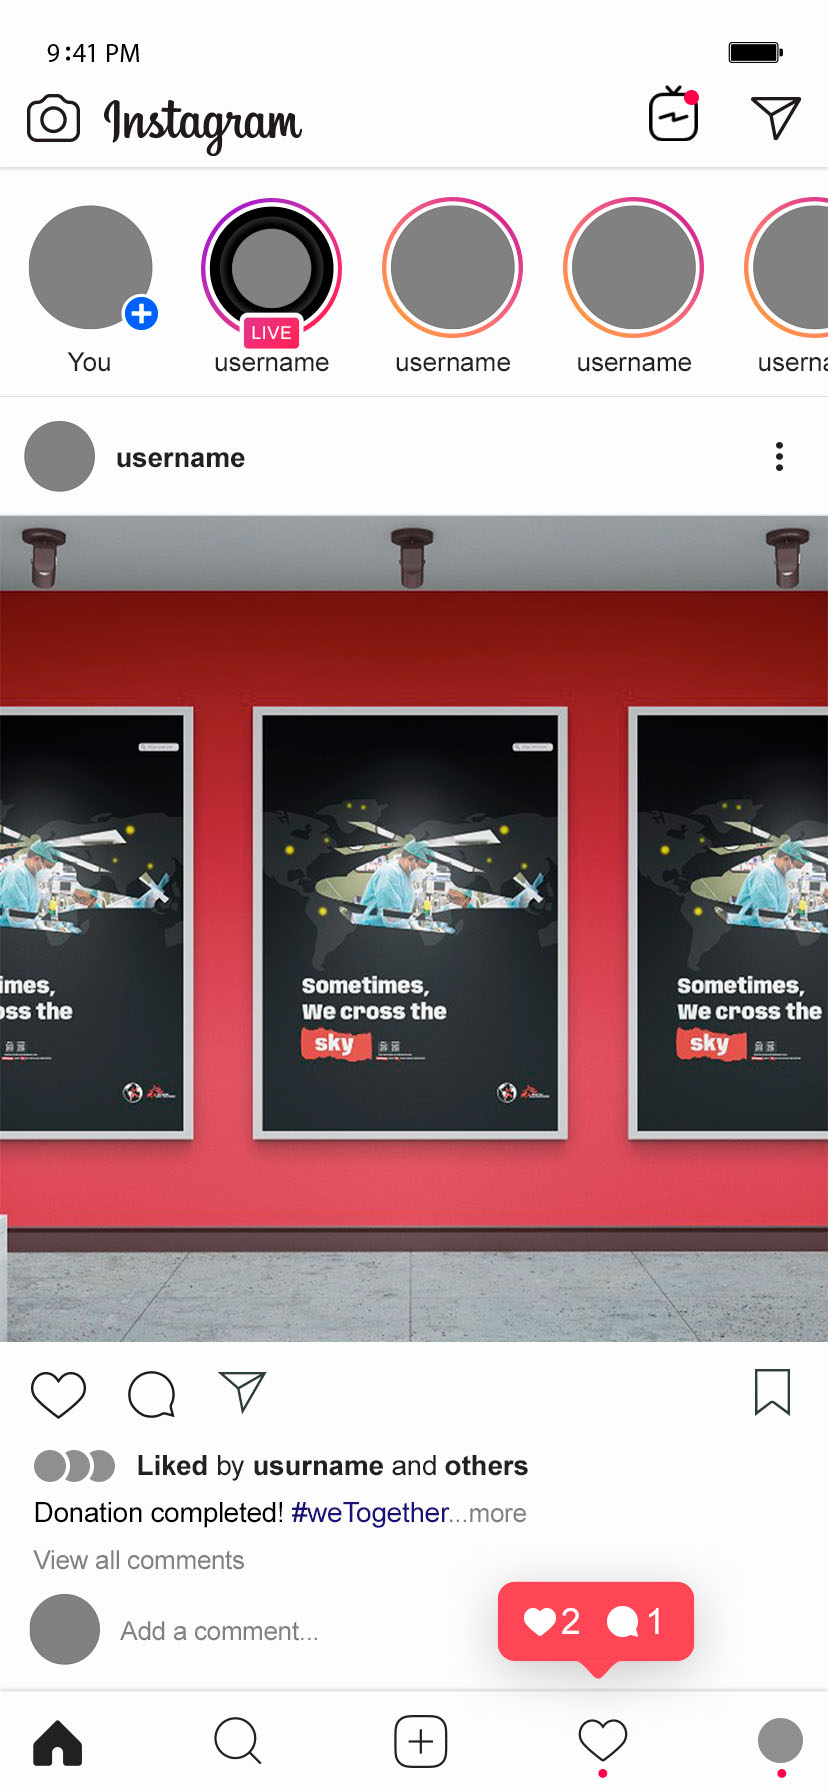 9:41 PM
Instagram
LIVE
You
username
username
username
userna
username
imes,
oss the
Sometimes,
We cross the
sky
Sometimes,
We cross the
sky
Liked by usurname and others
Donation completed! #weTogether...more
View all comments
Add a comment...
2 1